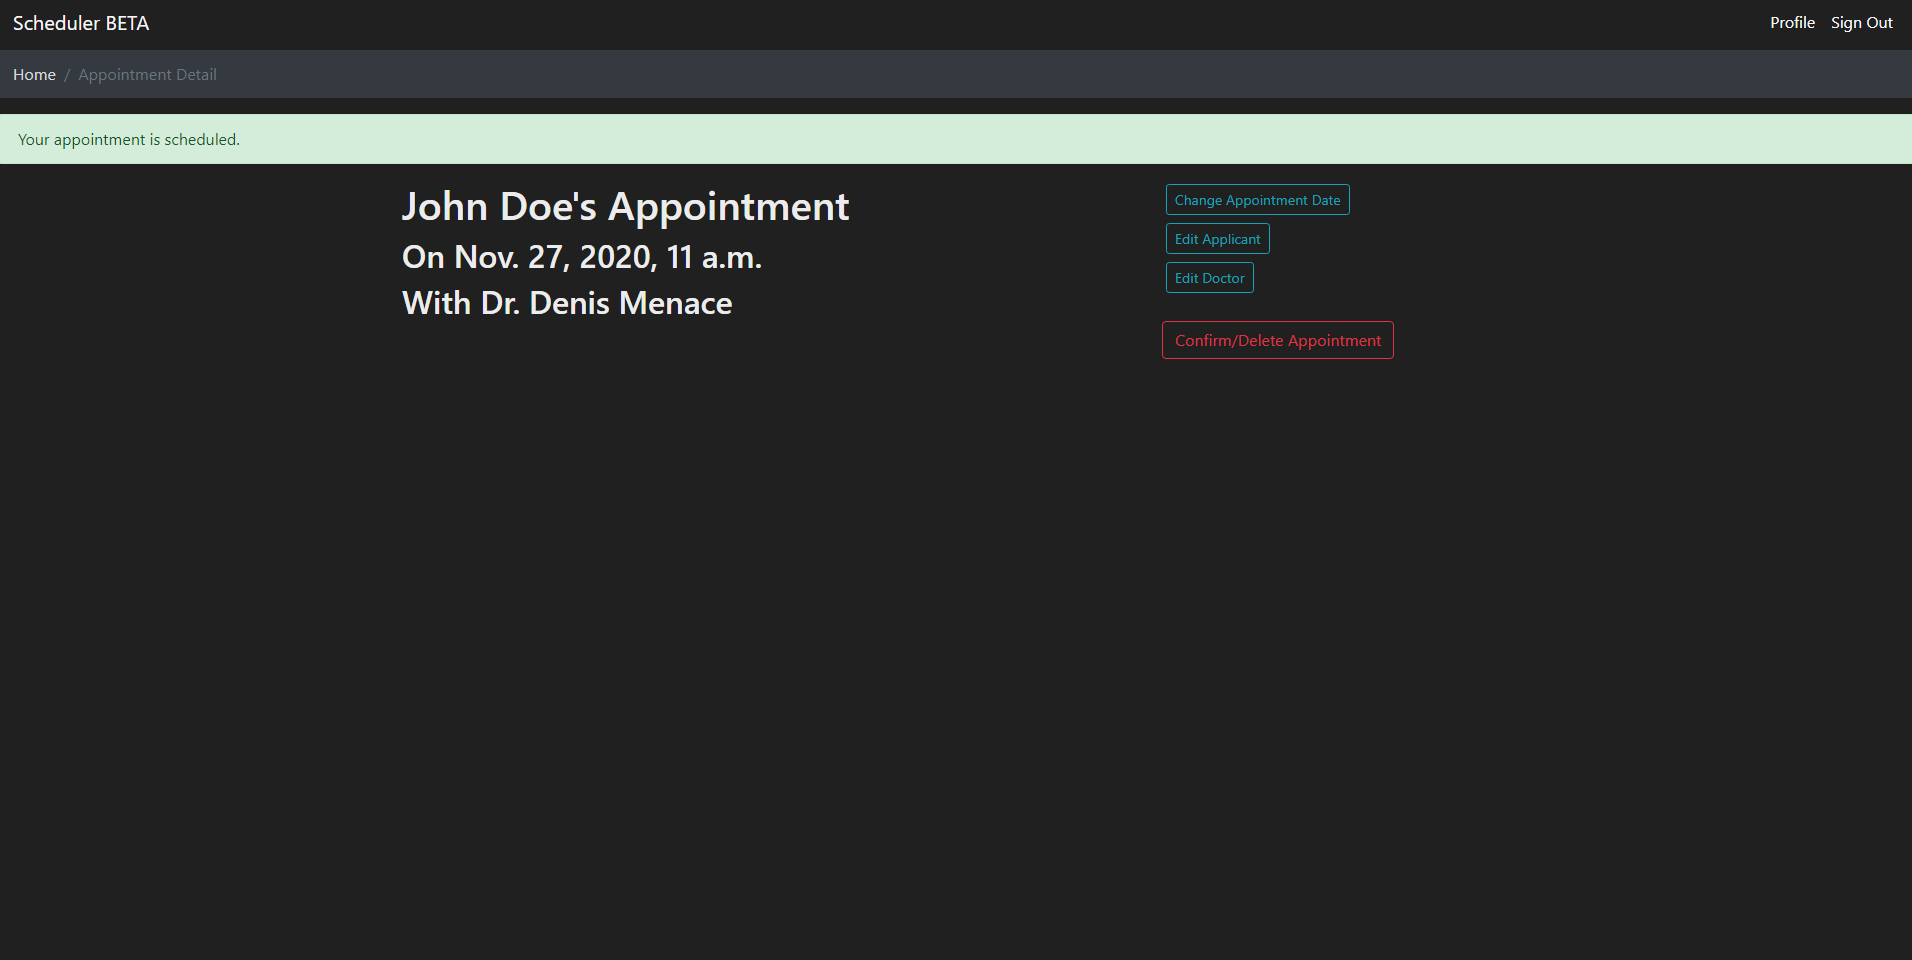 Scheduler BETA
Profile
Sign Out
Home / Appointment Detail
Your appointment is scheduled.
John Doe's Appointment
On Nov. 27, 2020, 11 a.m.
With Dr. Denis Menace
Change Appointment Date
Edit Applicant
Edit Doctor
Confirm/Delete Appointment